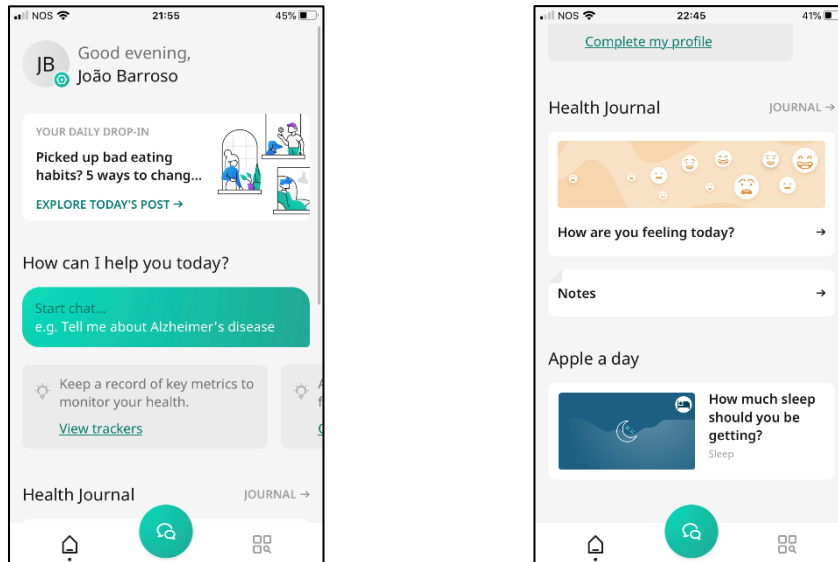 NOS
21:55
45%
JB
Good evening,
João Barroso
YOUR DAILY DROP-IN
Picked up bad eating
habits? 5 ways to chang...
EXPLORE TODAY'S POST →
How can I help you today?
Start chat...
e.g. Tell me about Alzheimer's disease
Keep a record of key metrics to
monitor your health.
View trackers
Health Journal
JOURNAL →
NOS
22:45
41%
Complete my profile
Health Journal
JOURNAL →
How are you feeling today? →
Notes →
Apple a day
How much sleep
should you be
getting?
Sleep